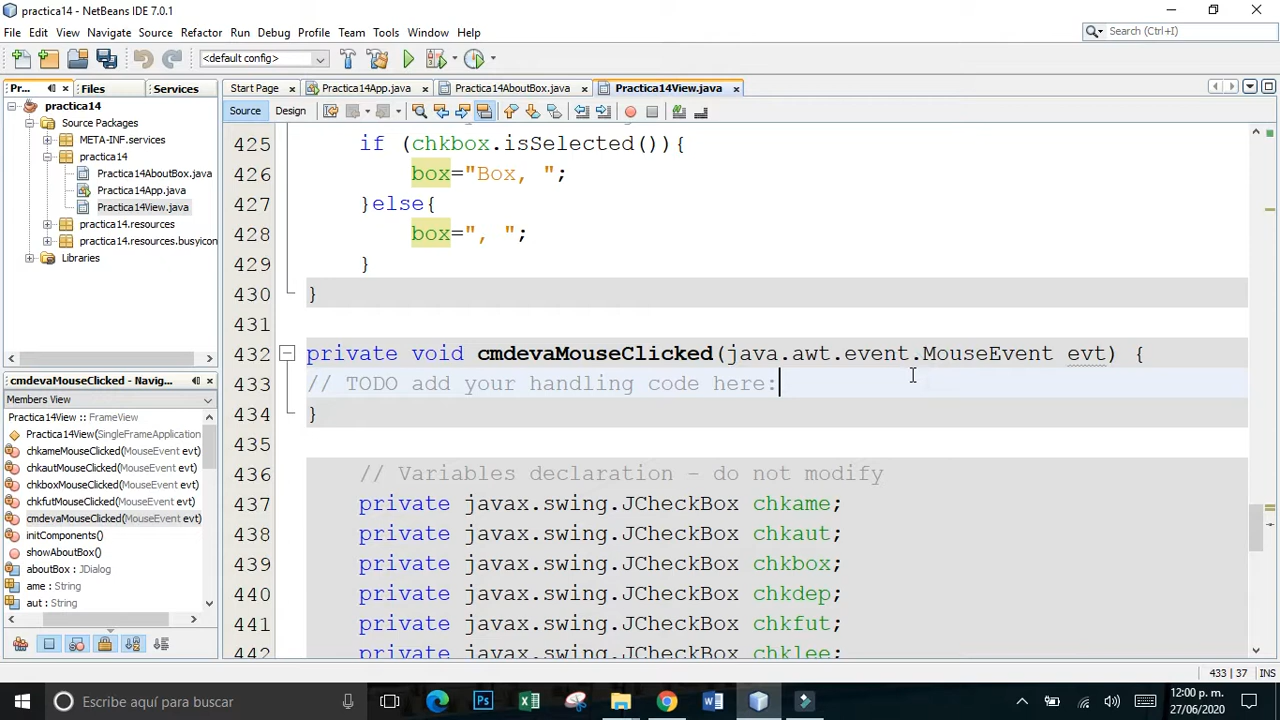 practica14 - NetBeans IDE 7.0.1
File Edit View Navigate Source Refactor Run Debug Profile Team Tools Window Help
Search (Ctrl+I)
<default config>
Pr... Files Services
Start Page Practica14App.java Practica14AboutBox.java Practica14View.java
Source Design
practica14
Source Packages
META-INF.services
practica14
Practica14AboutBox.java
Practica14App.java
Practica14View.java
practica14.resources
practica14.resources.busyicon
Libraries
cmdevaMouseClicked - Navig...
Members View
Practica14View :: FrameView
Practica14View(SingleFrameApplication
chkameMouseClicked(MouseEvent evt)
chkautMouseClicked(MouseEvent evt)
chkboxMouseClicked(MouseEvent evt)
chkfutMouseClicked(MouseEvent evt)
cmdevaMouseClicked(MouseEvent evt)
initComponents()
showAboutBox()
aboutBox : JDialog
ame : String
aut : String
425 if (chkbox.isSelected()){
426 box="Box, ";
427 }else{
428 box=", ";
429 }
430 }
431
432 private void cmdevaMouseClicked(java.awt.event.MouseEvent evt) {
433 // TODO add your handling code here:
434 }
435
436 // Variables declaration - do not modify
437 private javax.swing.JCheckBox chkame;
438 private javax.swing.JCheckBox chkaut;
439 private javax.swing.JCheckBox chkbox;
440 private javax.swing.JCheckBox chkdep;
441 private javax.swing.JCheckBox chkfut;
442 private javax.swing.JCheckBox chklee;
433 | 37 INS
Escribe aquí para buscar
12:00 p. m.
27/06/2020